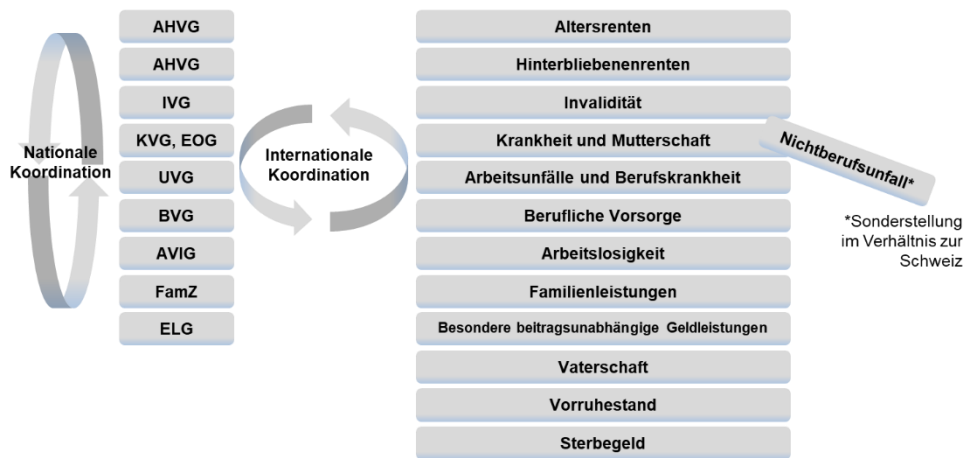 AHVG
Altersrenten
AHVG
Hinterbliebenenrenten
IVG
Invalidität
KVG, EOG
Krankheit und Mutterschaft
Nichtberufsunfall*
Nationale
Koordination
Internationale
Koordination
UVG
Arbeitsunfälle und Berufskrankheit
BVG
Berufliche Vorsorge
*Sonderstellung
im Verhältnis zur
Schweiz
AVIG
Arbeitslosigkeit
FamZ
Familienleistungen
ELG
Besondere beitragsunabhängige Geldleistungen
Vaterschaft
Vorruhestand
Sterbegeld